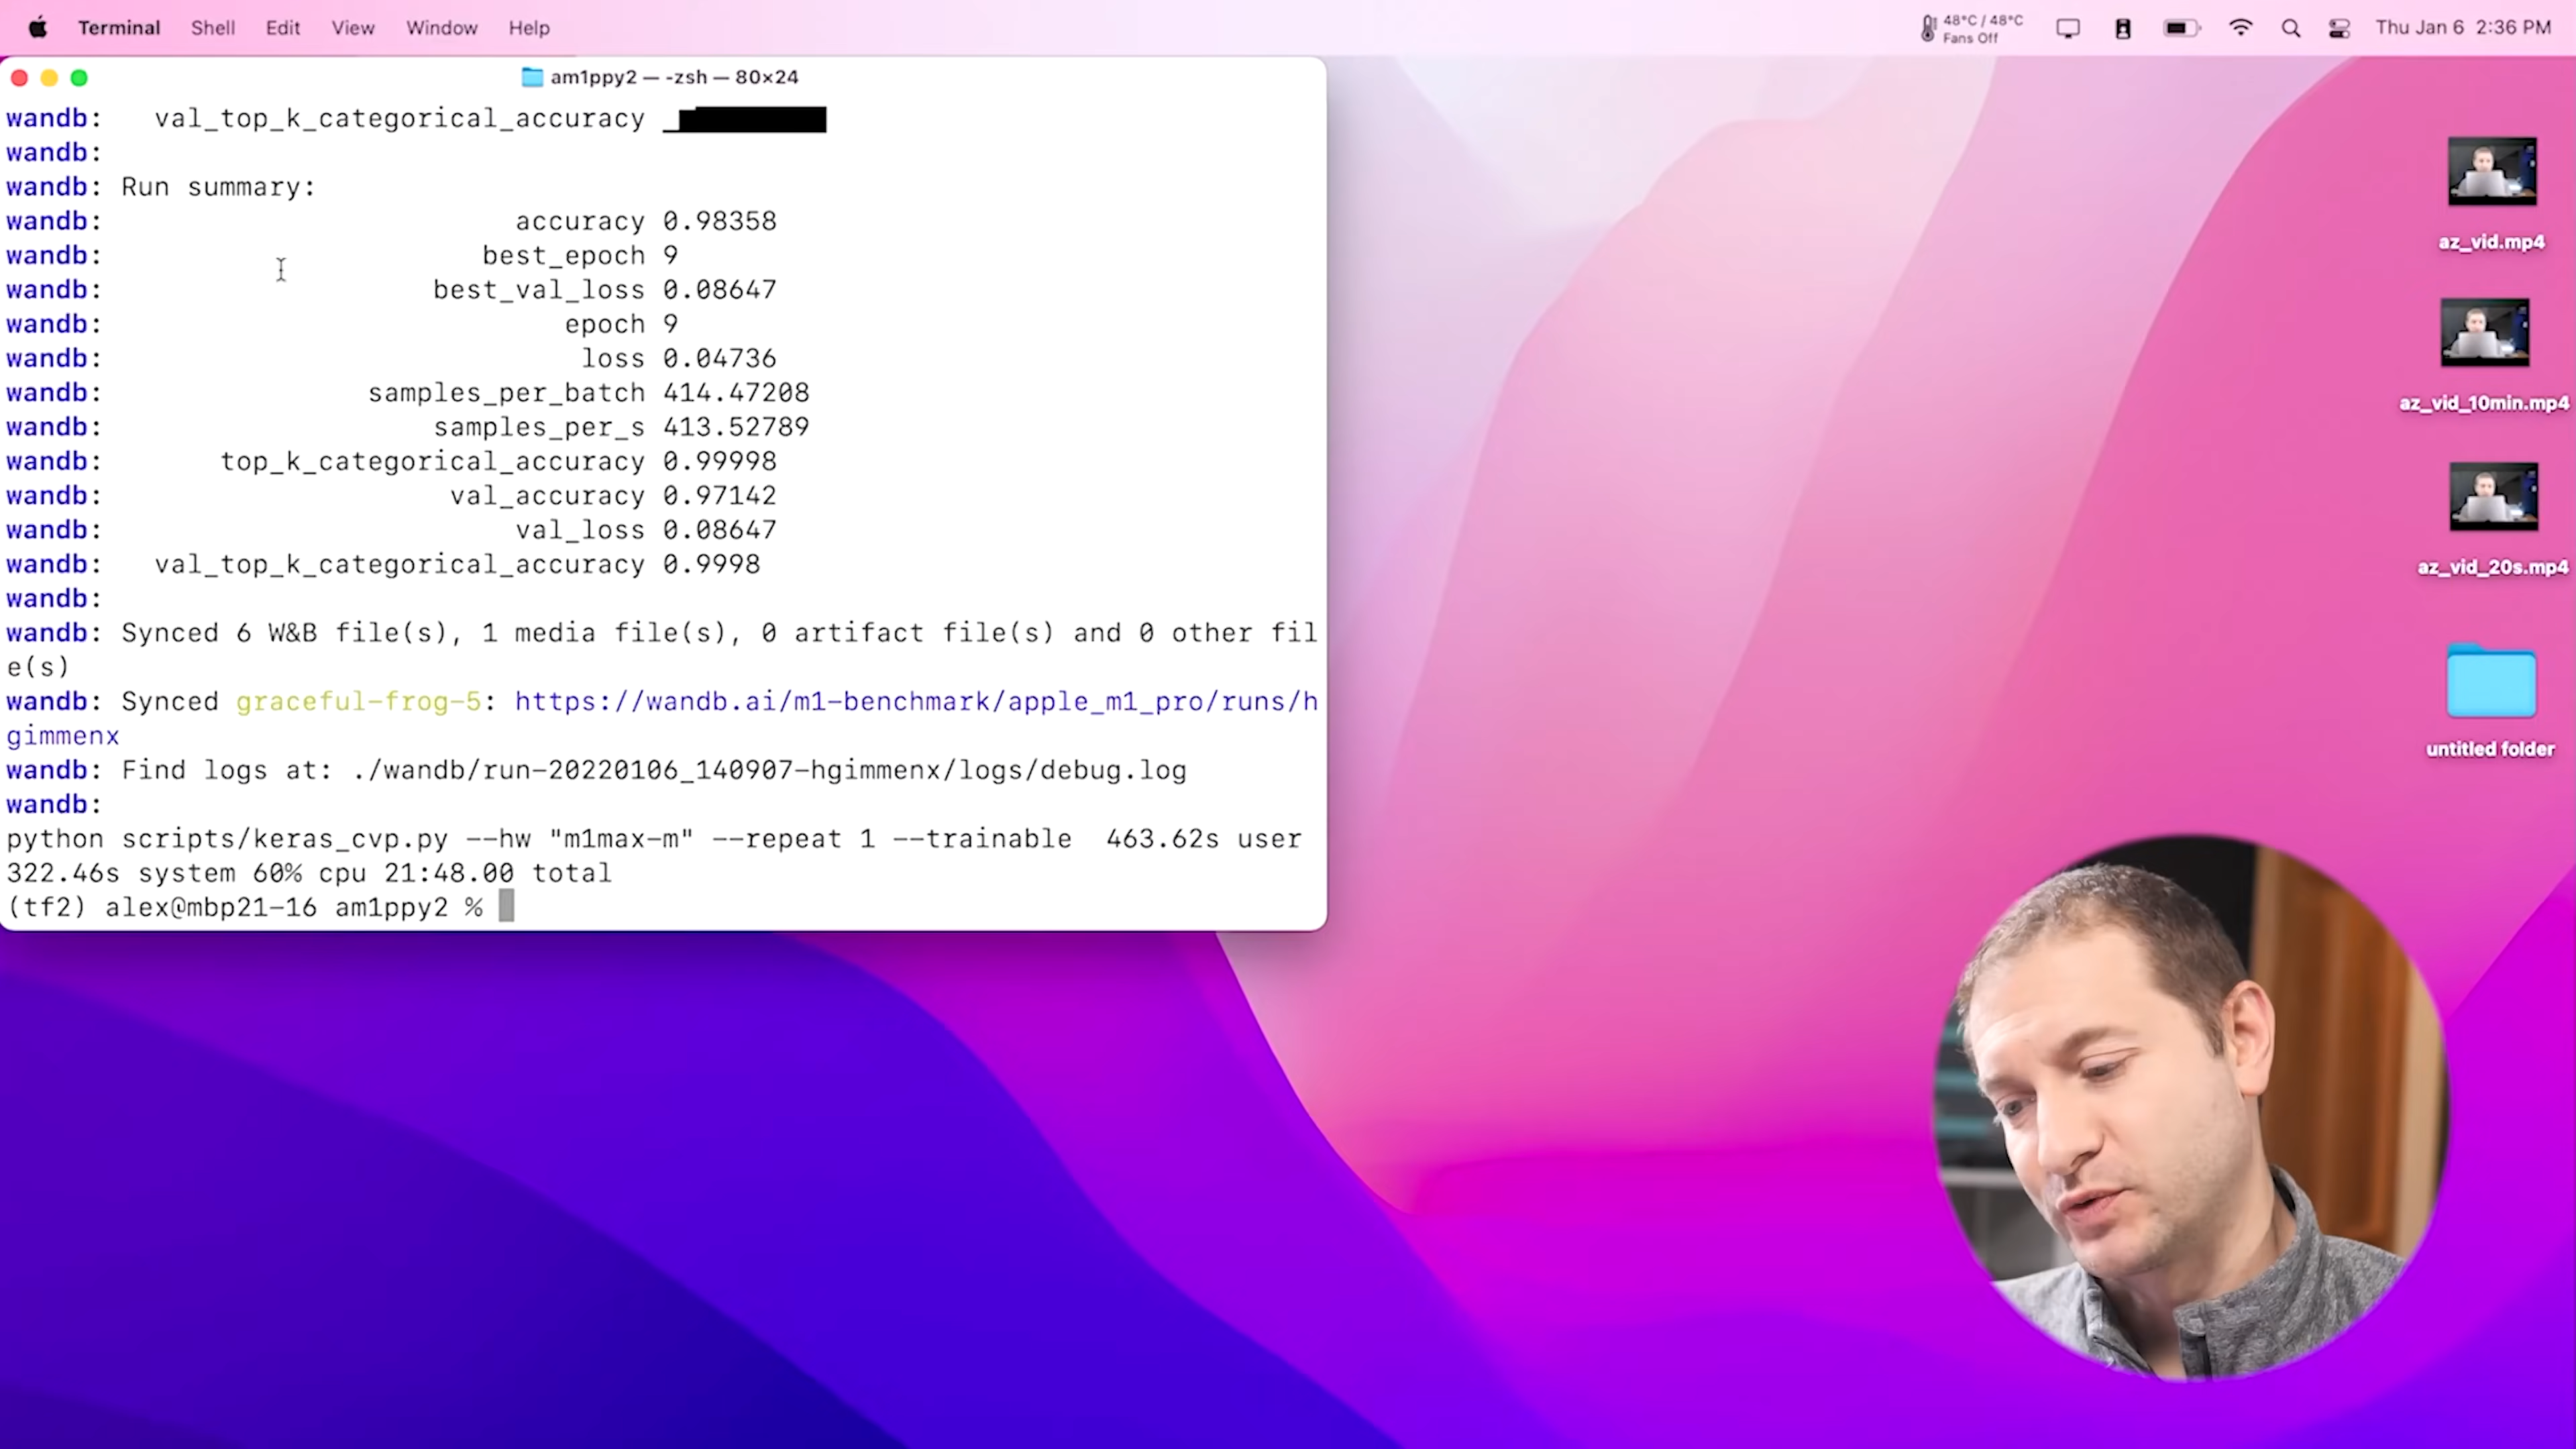 Terminal Shell Edit View Window Help
48°C / 48°C
Fans Off
Thu Jan 6 2:36 PM
am1ppy2 — -zsh — 80×24
wandb: val_top_k_categorical_accuracy
wandb:
wandb: Run summary:
wandb: accuracy 0.98358
wandb: best_epoch 9
wandb: best_val_loss 0.08647
wandb: epoch 9
wandb: loss 0.04736
wandb: samples_per_batch 414.47208
wandb: samples_per_s 413.52789
wandb: top_k_categorical_accuracy 0.99998
wandb: val_accuracy 0.97142
wandb: val_loss 0.08647
wandb: val_top_k_categorical_accuracy 0.9998
wandb:
wandb: Synced 6 W&B file(s), 1 media file(s), 0 artifact file(s) and 0 other fil
e(s)
wandb: Synced graceful-frog-5: https://wandb.ai/m1-benchmark/apple_m1_pro/runs/h
gimmenx
wandb: Find logs at: ./wandb/run-20220106_140907-hgimmenx/logs/debug.log
wandb:
python scripts/keras_cvp.py --hw "m1max-m" --repeat 1 --trainable 463.62s user
322.46s system 60% cpu 21:48.00 total
(tf2) alex@mbp21-16 am1ppy2 %
az_vid.mp4
az_vid_10min.mp4
az_vid_20s.mp4
untitled folder